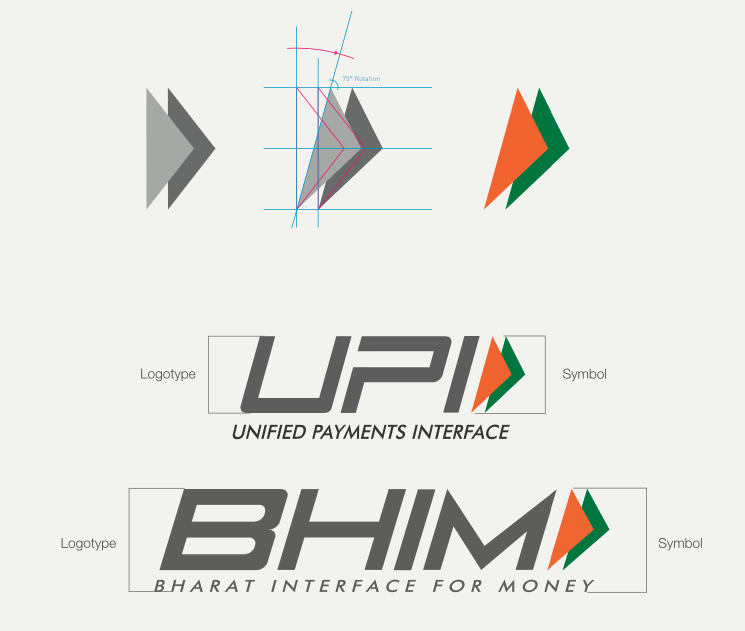 75° Rotation
UPI
Logotype
Symbol
UNIFIED PAYMENTS INTERFACE
BHIM
Logotype
Symbol
BHARAT INTERFACE FOR MONEY